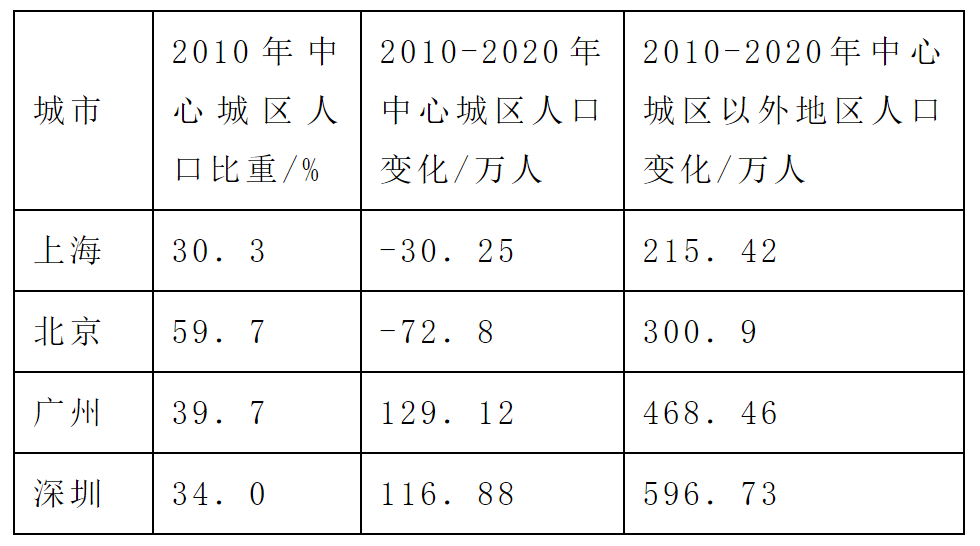 城市 2010年中心城区人口比重/% 2010-2020年中心城区人口变化/万人 2010-2020年中心城区以外地区人口变化/万人
上海 30．3 -30．25 215．42
北京 59．7 -72．8 300．9
广州 39．7 129．12 468．46
深圳 34．0 116．88 596．73